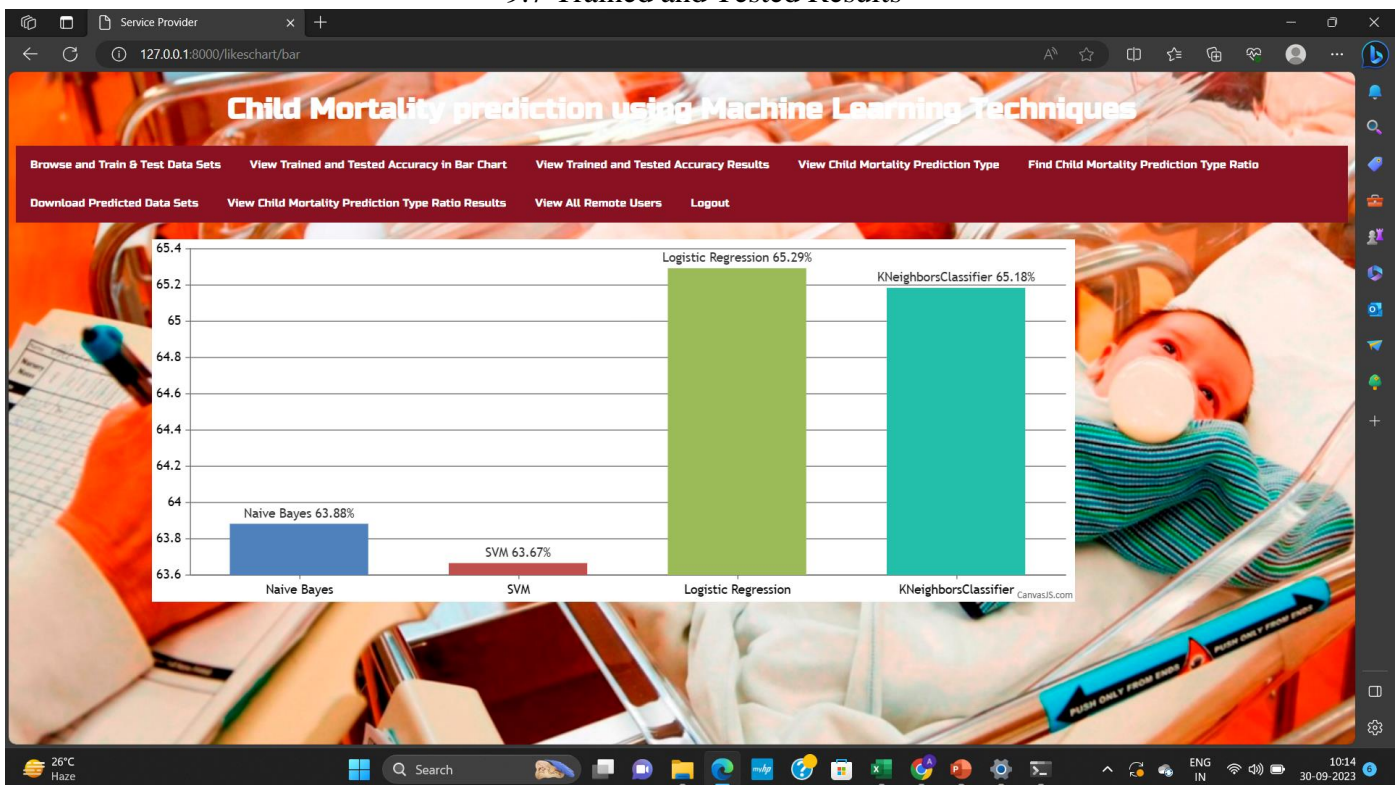 9.7 Trained and Tested Results
Service Provider
127.0.0.1:8000/likeschart/bar
Child Mortality prediction using Machine Learning Techniques
Browse and Train & Test Data Sets View Trained and Tested Accuracy in Bar Chart View Trained and Tested Accuracy Results View Child Mortality Prediction Type Find Child Mortality Prediction Type Ratio
Download Predicted Data Sets View Child Mortality Prediction Type Ratio Results View All Remote Users Logout
65.4
Logistic Regression 65.29%
KNeighborsClassifier 65.18%
65.2
65
64.8
64.6
64.4
64.2
64
Naive Bayes 63.88%
63.8
SVM 63.67%
63.6
Naive Bayes SVM Logistic Regression KNeighborsClassifier
CanvasJS.com
PUSH ONLY FROM ENDS
PUSH ONLY FROM ENDS
26°C
Haze
Search
myhp
ENG
IN
10:14
30-09-2023
6